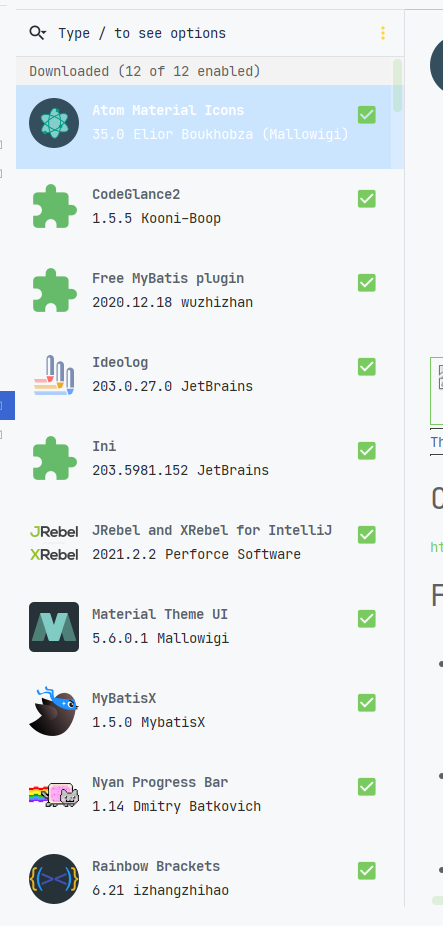 Type / to see options
Downloaded (12 of 12 enabled)
Atom Material Icons
35.0 Elior Boukhobza (Mallowigi)
CodeGlance2
1.5.5 Kooni-Boop
Free MyBatis plugin
2020.12.18 wuzhizhan
Ideolog
203.0.27.0 JetBrains
Ini
203.5981.152 JetBrains
JRebel
XRebel
JRebel and XRebel for IntelliJ
2021.2.2 Perforce Software
Material Theme UI
5.6.0.1 Mallowigi
MyBatisX
1.5.0 MybatisX
Nyan Progress Bar
1.14 Dmitry Batkovich
Rainbow Brackets
6.21 izhangzhihao